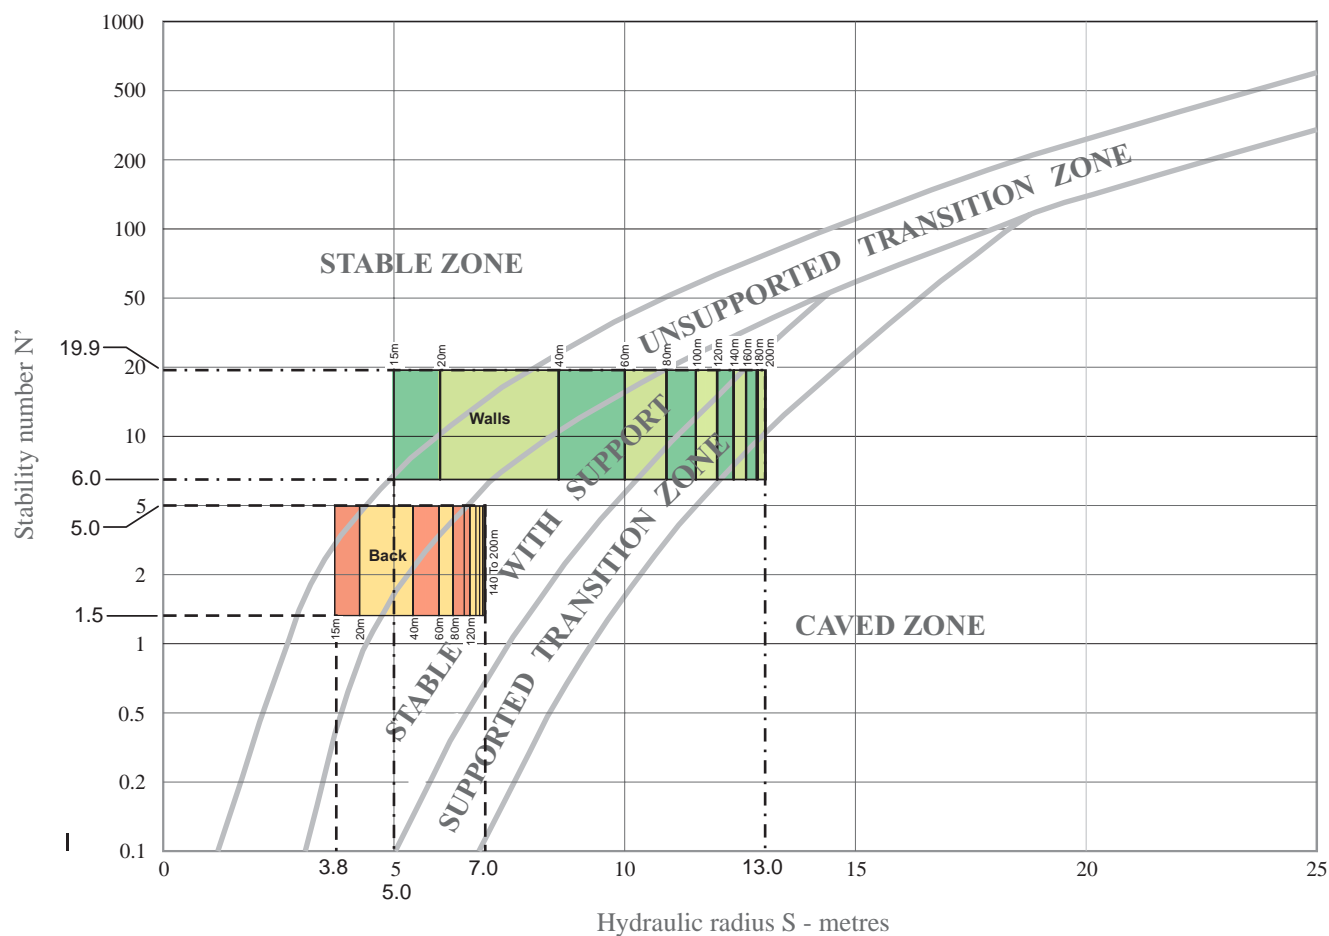 1000
500
200
100
50
20
10
5
2
1
0.5
0.2
0.1
19.9
6.0
5.0
1.5
Stability number N’
STABLE ZONE
UNSUPPORTED TRANSITION ZONE
STABLE WITH SUPPORT
SUPPORTED TRANSITION ZONE
CAVED ZONE
15m 20m 40m 60m 80m 100m 120m 140m 160m 180m 200m
Walls
Back
15m 20m 40m 60m 80m 120m
140 To 200m
I
0 3.8 5 7.0 10 13.0 15 20 25
5.0
Hydraulic radius S - metres